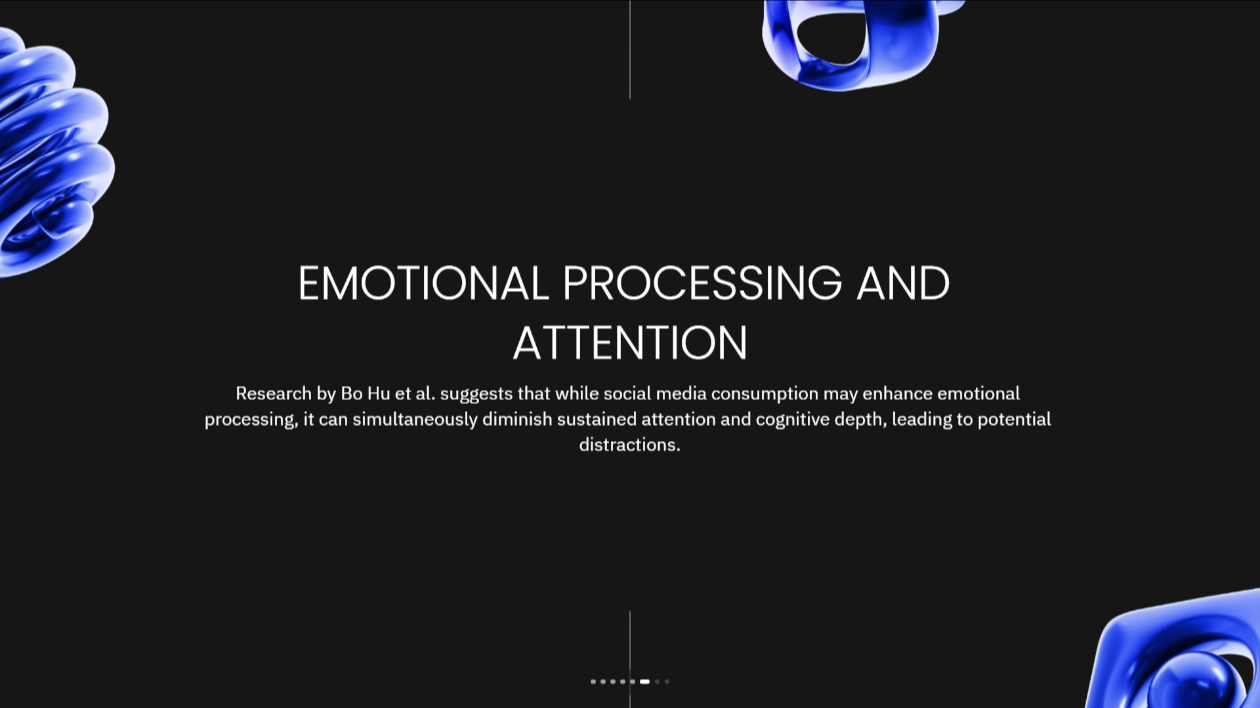 EMOTIONAL PROCESSING AND
ATTENTION
Research by Bo Hu et al. suggests that while social media consumption may enhance emotional
processing, it can simultaneously diminish sustained attention and cognitive depth, leading to potential
distractions.